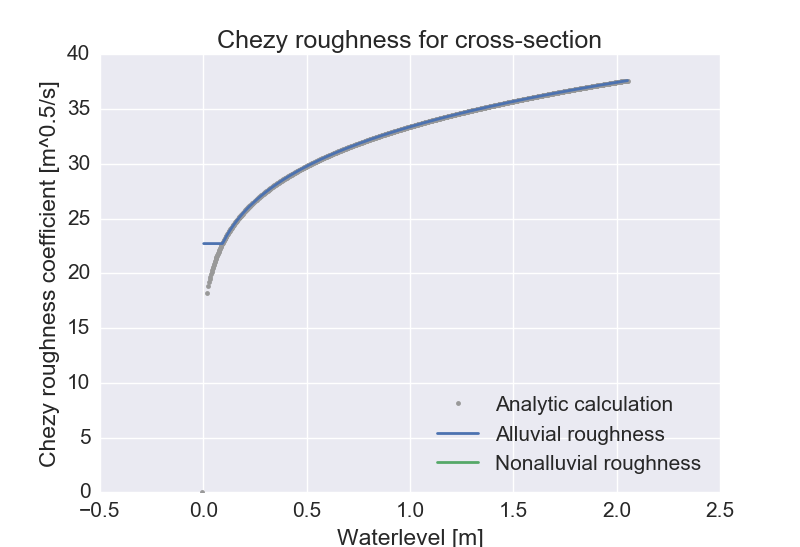 Chezy roughness for cross-section
Chezy roughness coefficient [m^0.5/s]
40
35
30
25
20
15
10
5
0
−0.5 0.0 0.5 1.0 1.5 2.0 2.5
Waterlevel [m]
Analytic calculation
Alluvial roughness
Nonalluvial roughness